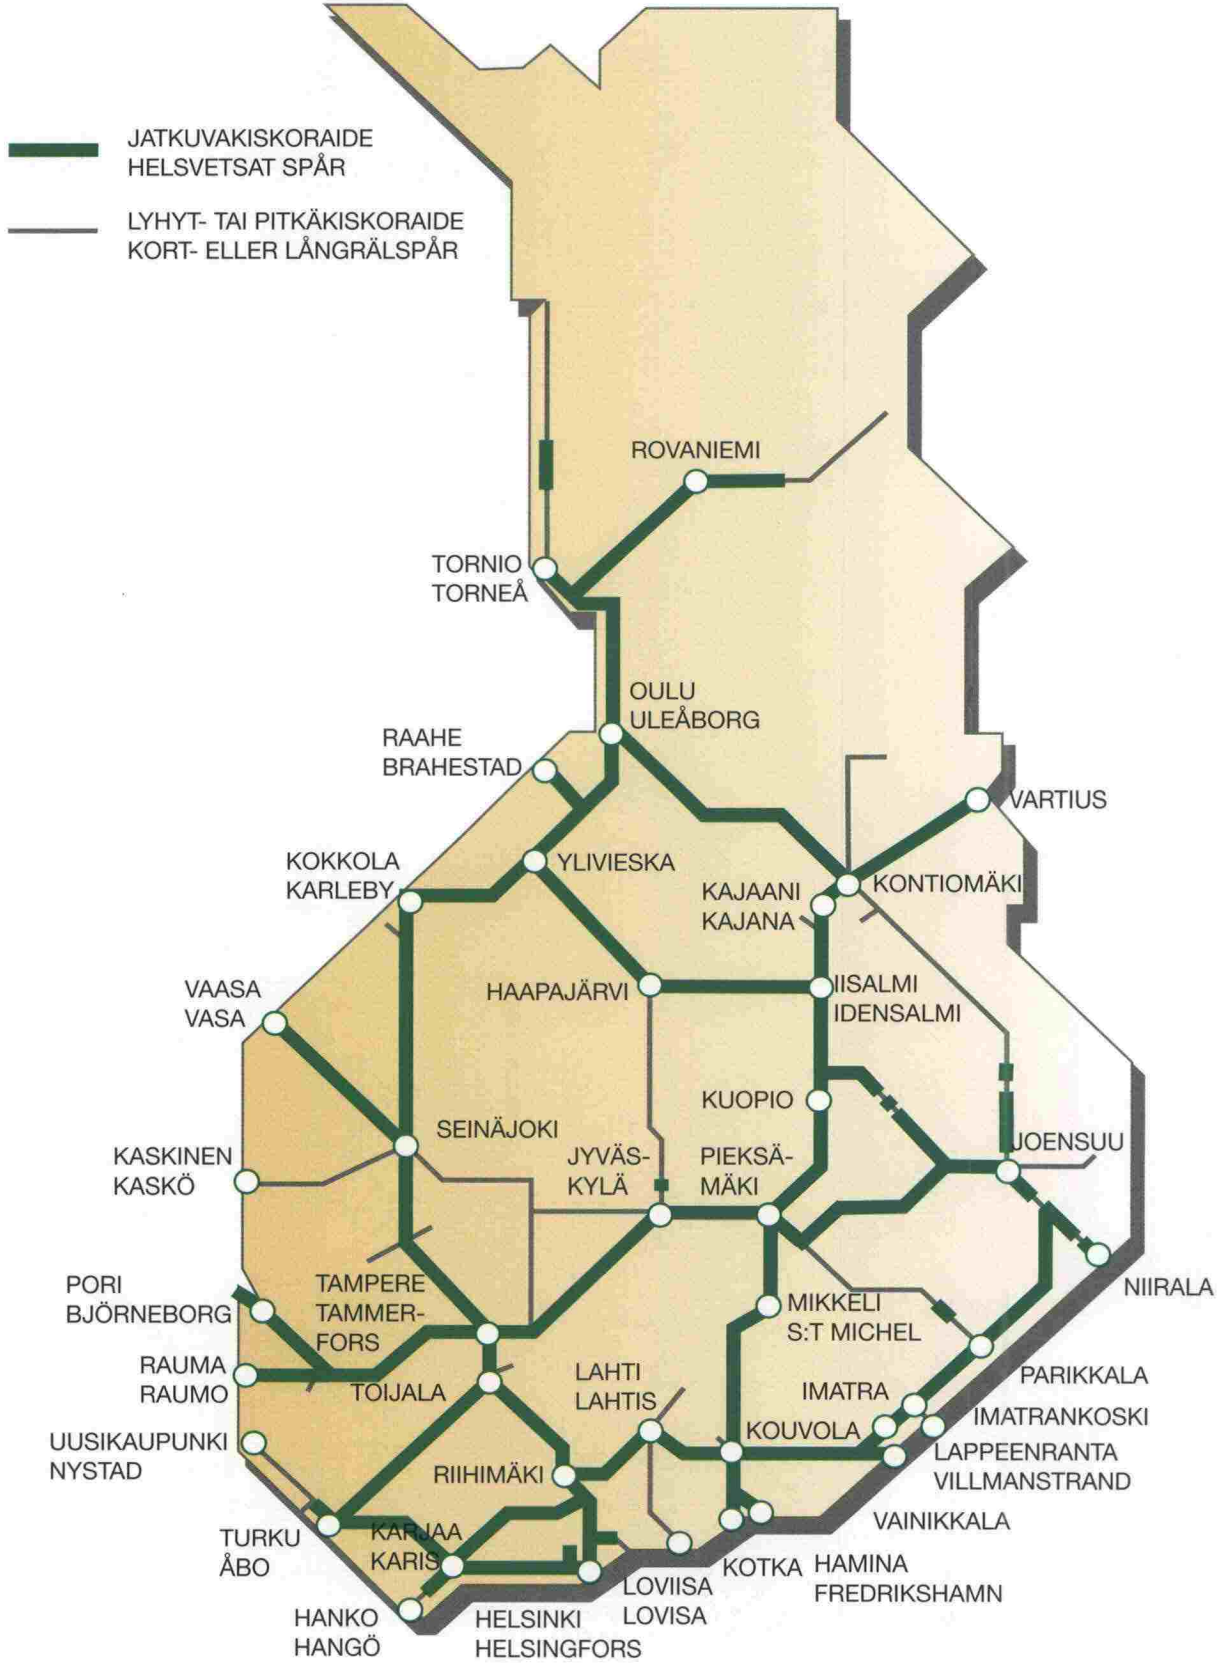 JATKUVAKISKORAIDE
HELSVETSAT SPÅR
LYHYT- TAI PITKÄKISKORAIDE
KORT- ELLER LÅNGRÄLSPÅR
ROVANIEMI
TORNIO
TORNEÅ
OULU
ULEÅBORG
RAAHE
BRAHESTAD
VARTIUS
KOKKOLA
KARLEBY
YLIVIESKA
KAJAANI
KAJANA
KONTIOMÄKI
VAASA
VASA
HAAPAJÄRVI
IISALMI
IDENSALMI
KUOPIO
SEINÄJOKI
JOENSUU
KASKINEN
KASKÖ
JYVÄS-
KYLÄ
PIEKSÄ-
MÄKI
NIIRALA
PORI
BJÖRNEBORG
TAMPERE
TAMMER-
FORS
MIKKELI
S:T MICHEL
RAUMA
RAUMO
TOIJALA
LAHTI
LAHTIS
PARIKKALA
IMATRA
IMATRANKOSKI
UUSIKAUPUNKI
NYSTAD
RIIHIMÄKI
KOUVOLA
LAPPEENRANTA
VILLMANSTRAND
TURKU
ÅBO
KARJAA
KARIS
VAINIKKALA
KOTKA
HAMINA
FREDRIKSHAMN
LOVIISA
LOVISA
HANKO
HANGÖ
HELSINKI
HELSINGFORS